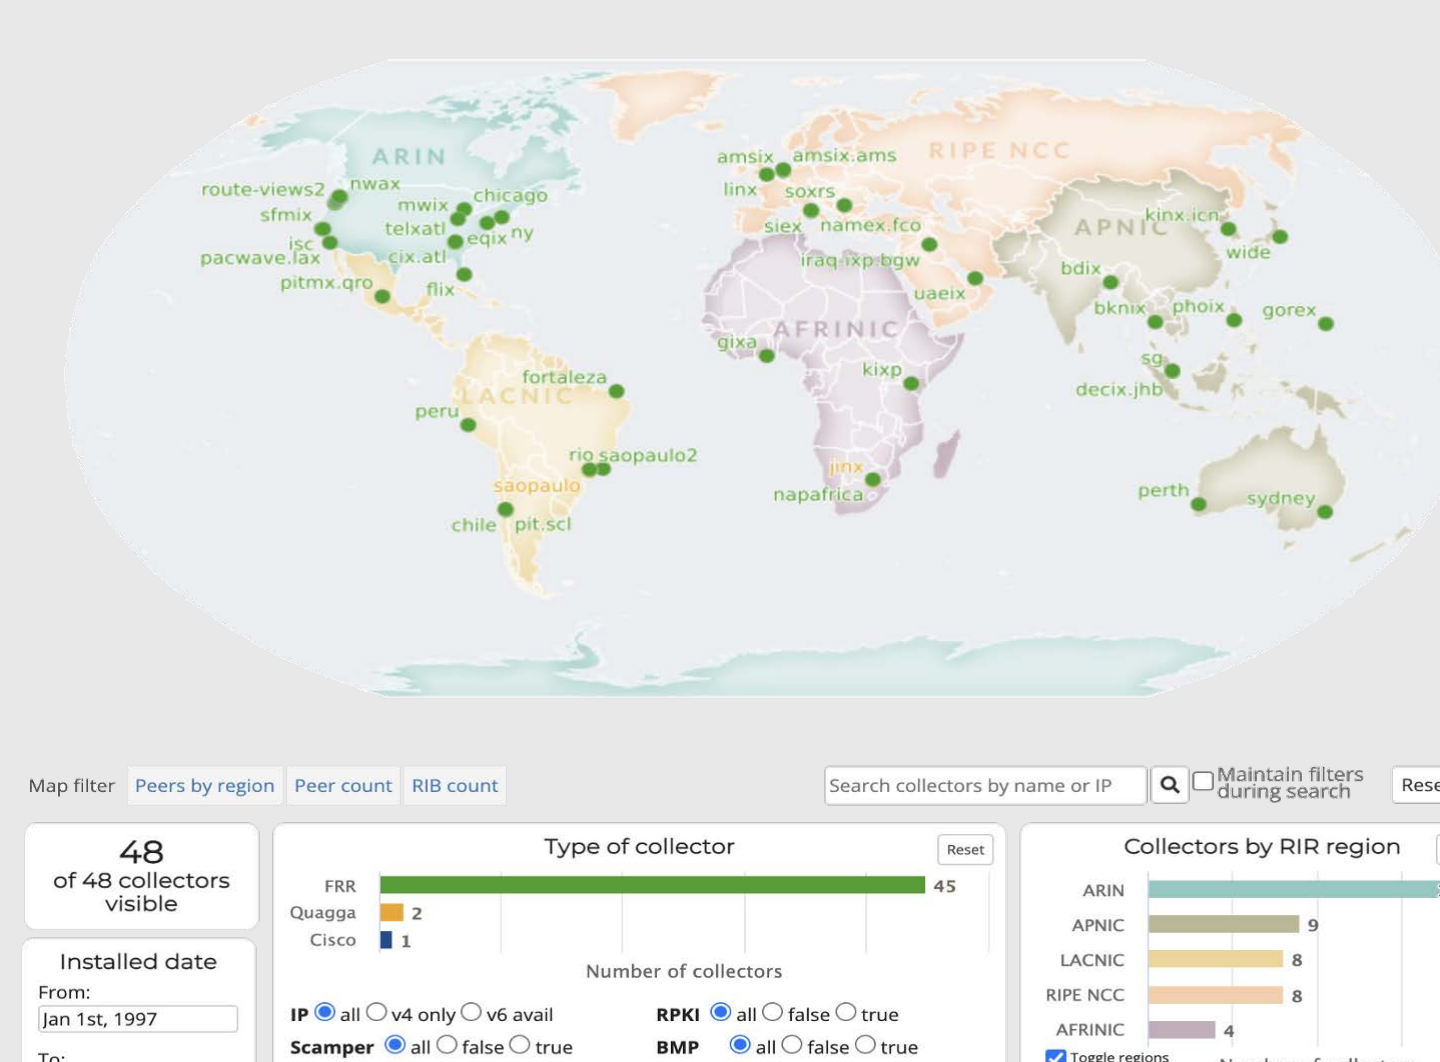 ARIN
RIPE NCC
amsix
amsix.ams
route-views2
nwax
linx
soxrs
chicago
mwix
sfmix
kinx.icn
APNIC
telxatl
siex
namex.fco
eqix
ny
isc
pacwave.lax
cix.atl
iraq-ixp.bgw
wide
bdix
pitmx.qro
flix
uaeix
bknix
phoix
gorex
AFRINIC
gixa
sg
fortaleza
kixp
LACNIC
decix.jhb
peru
rio
saopaulo2
jinx
saopaulo
napafrica
perth
sydney
chile
pit.scl
Map filter Peers by region Peer count RIB count
Search collectors by name or IP
Maintain filters
during search
Rese
48
of 48 collectors
visible
Installed date
From:
Jan 1st, 1997
To:
Type of collector
Reset
FRR 45
Quagga 2
Cisco 1
Number of collectors
IP all v4 only v6 avail
RPKI all false true
Scamper all false true
BMP all false true
Collectors by RIR region
ARIN
APNIC 9
LACNIC 8
RIPE NCC 8
AFRINIC 4
Toggle regions